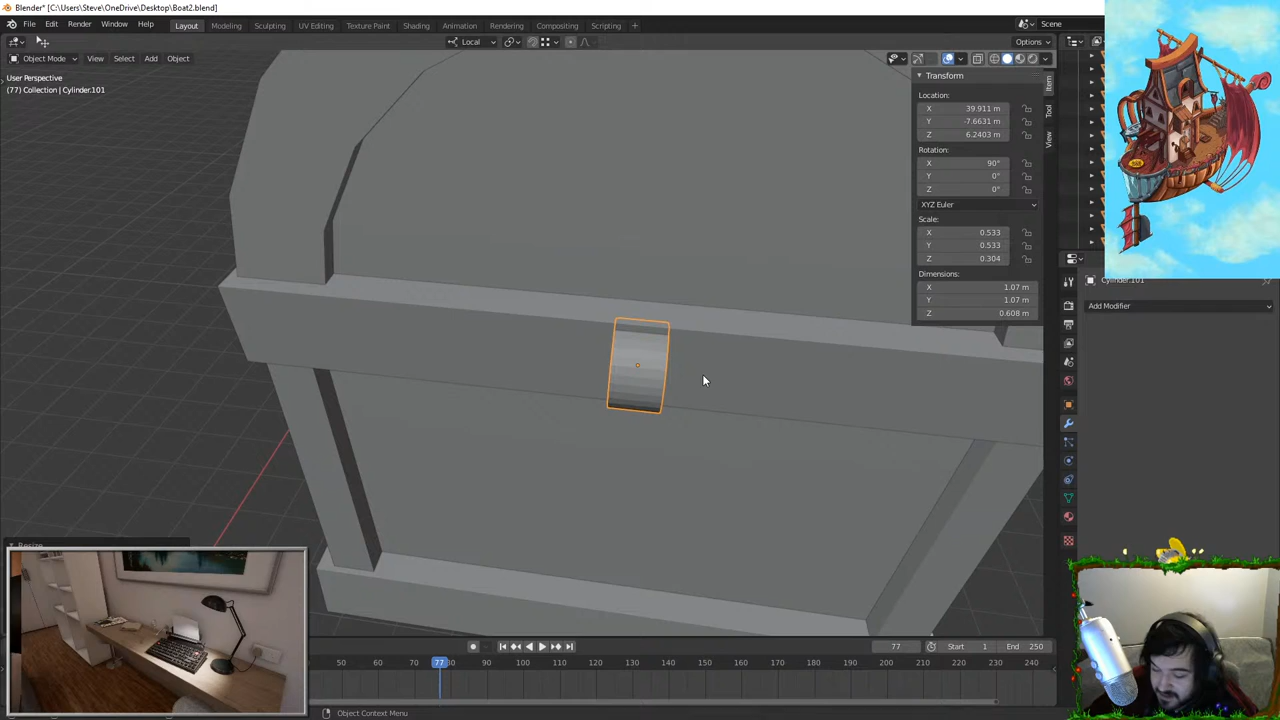 Blender* [C:\Users\Steve\OneDrive\Desktop\Boat2.blend]
File Edit Render Window Help Layout Modeling Sculpting UV Editing Texture Paint Shading Animation Rendering Compositing Scripting + Scene
Local Options
Object Mode View Select Add Object
User Perspective
(77) Collection | Cylinder.101
Transform
Location:
X 39.911 m
Y -7.6631 m
Z 6.2403 m
Rotation:
X 90°
Y 0°
Z 0°
XYZ Euler
Scale:
X 0.533
Y 0.533
Z 0.304
Dimensions:
X 1.07 m
Y 1.07 m
Z 0.608 m
Item
Tool
View
Cylinder.101
Add Modifier
Resize
77 Start 1 End 250
50 60 70 77 80 90 100 110 120 130 140 150 160 170 180 190 200 210 220 230 240
Object Context Menu